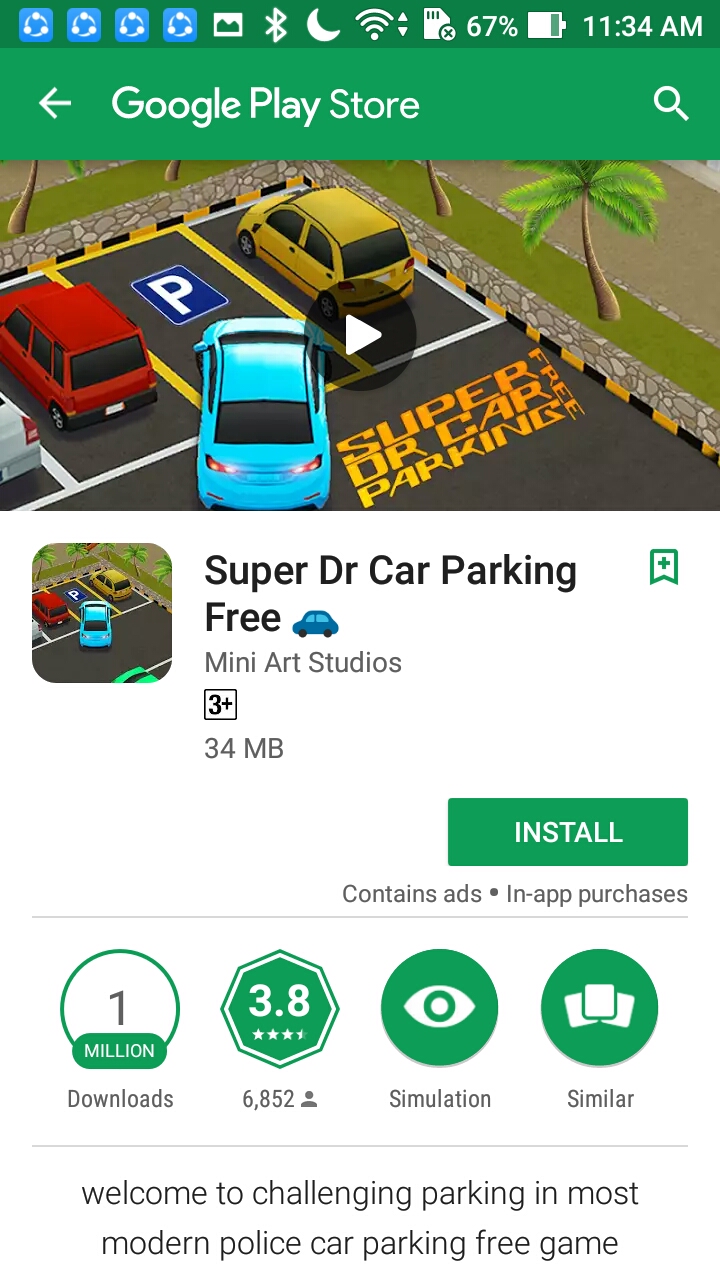 67% 11:34 AM
Google Play Store
P
SUPER FREE
DR CAR
PARKING
P
Super Dr Car Parking
Free
Mini Art Studios
3+
34 MB
INSTALL
Contains ads • In-app purchases
1 3.8
MILLION
Downloads 6,852 Simulation Similar
welcome to challenging parking in most
modern police car parking free game